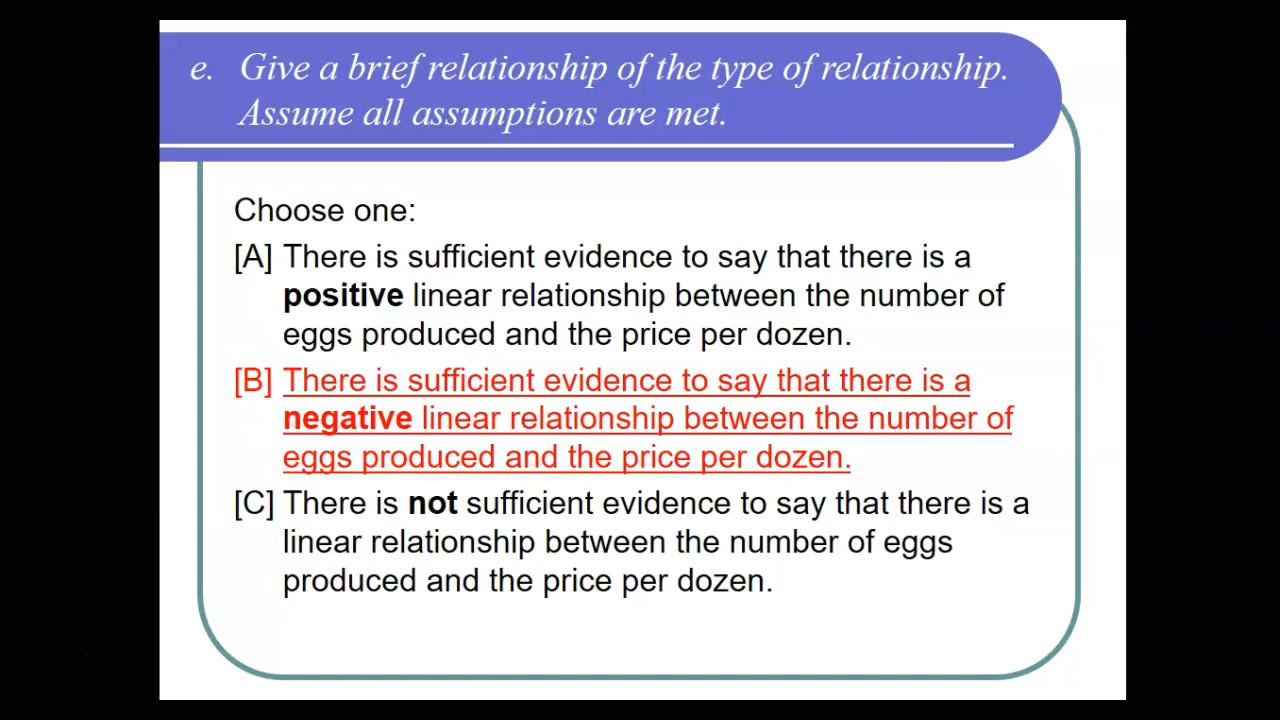 e. Give a brief relationship of the type of relationship.
Assume all assumptions are met.
Choose one:
[A] There is sufficient evidence to say that there is a
positive linear relationship between the number of
eggs produced and the price per dozen.
[B] There is sufficient evidence to say that there is a
negative linear relationship between the number of
eggs produced and the price per dozen.
[C] There is not sufficient evidence to say that there is a
linear relationship between the number of eggs
produced and the price per dozen.